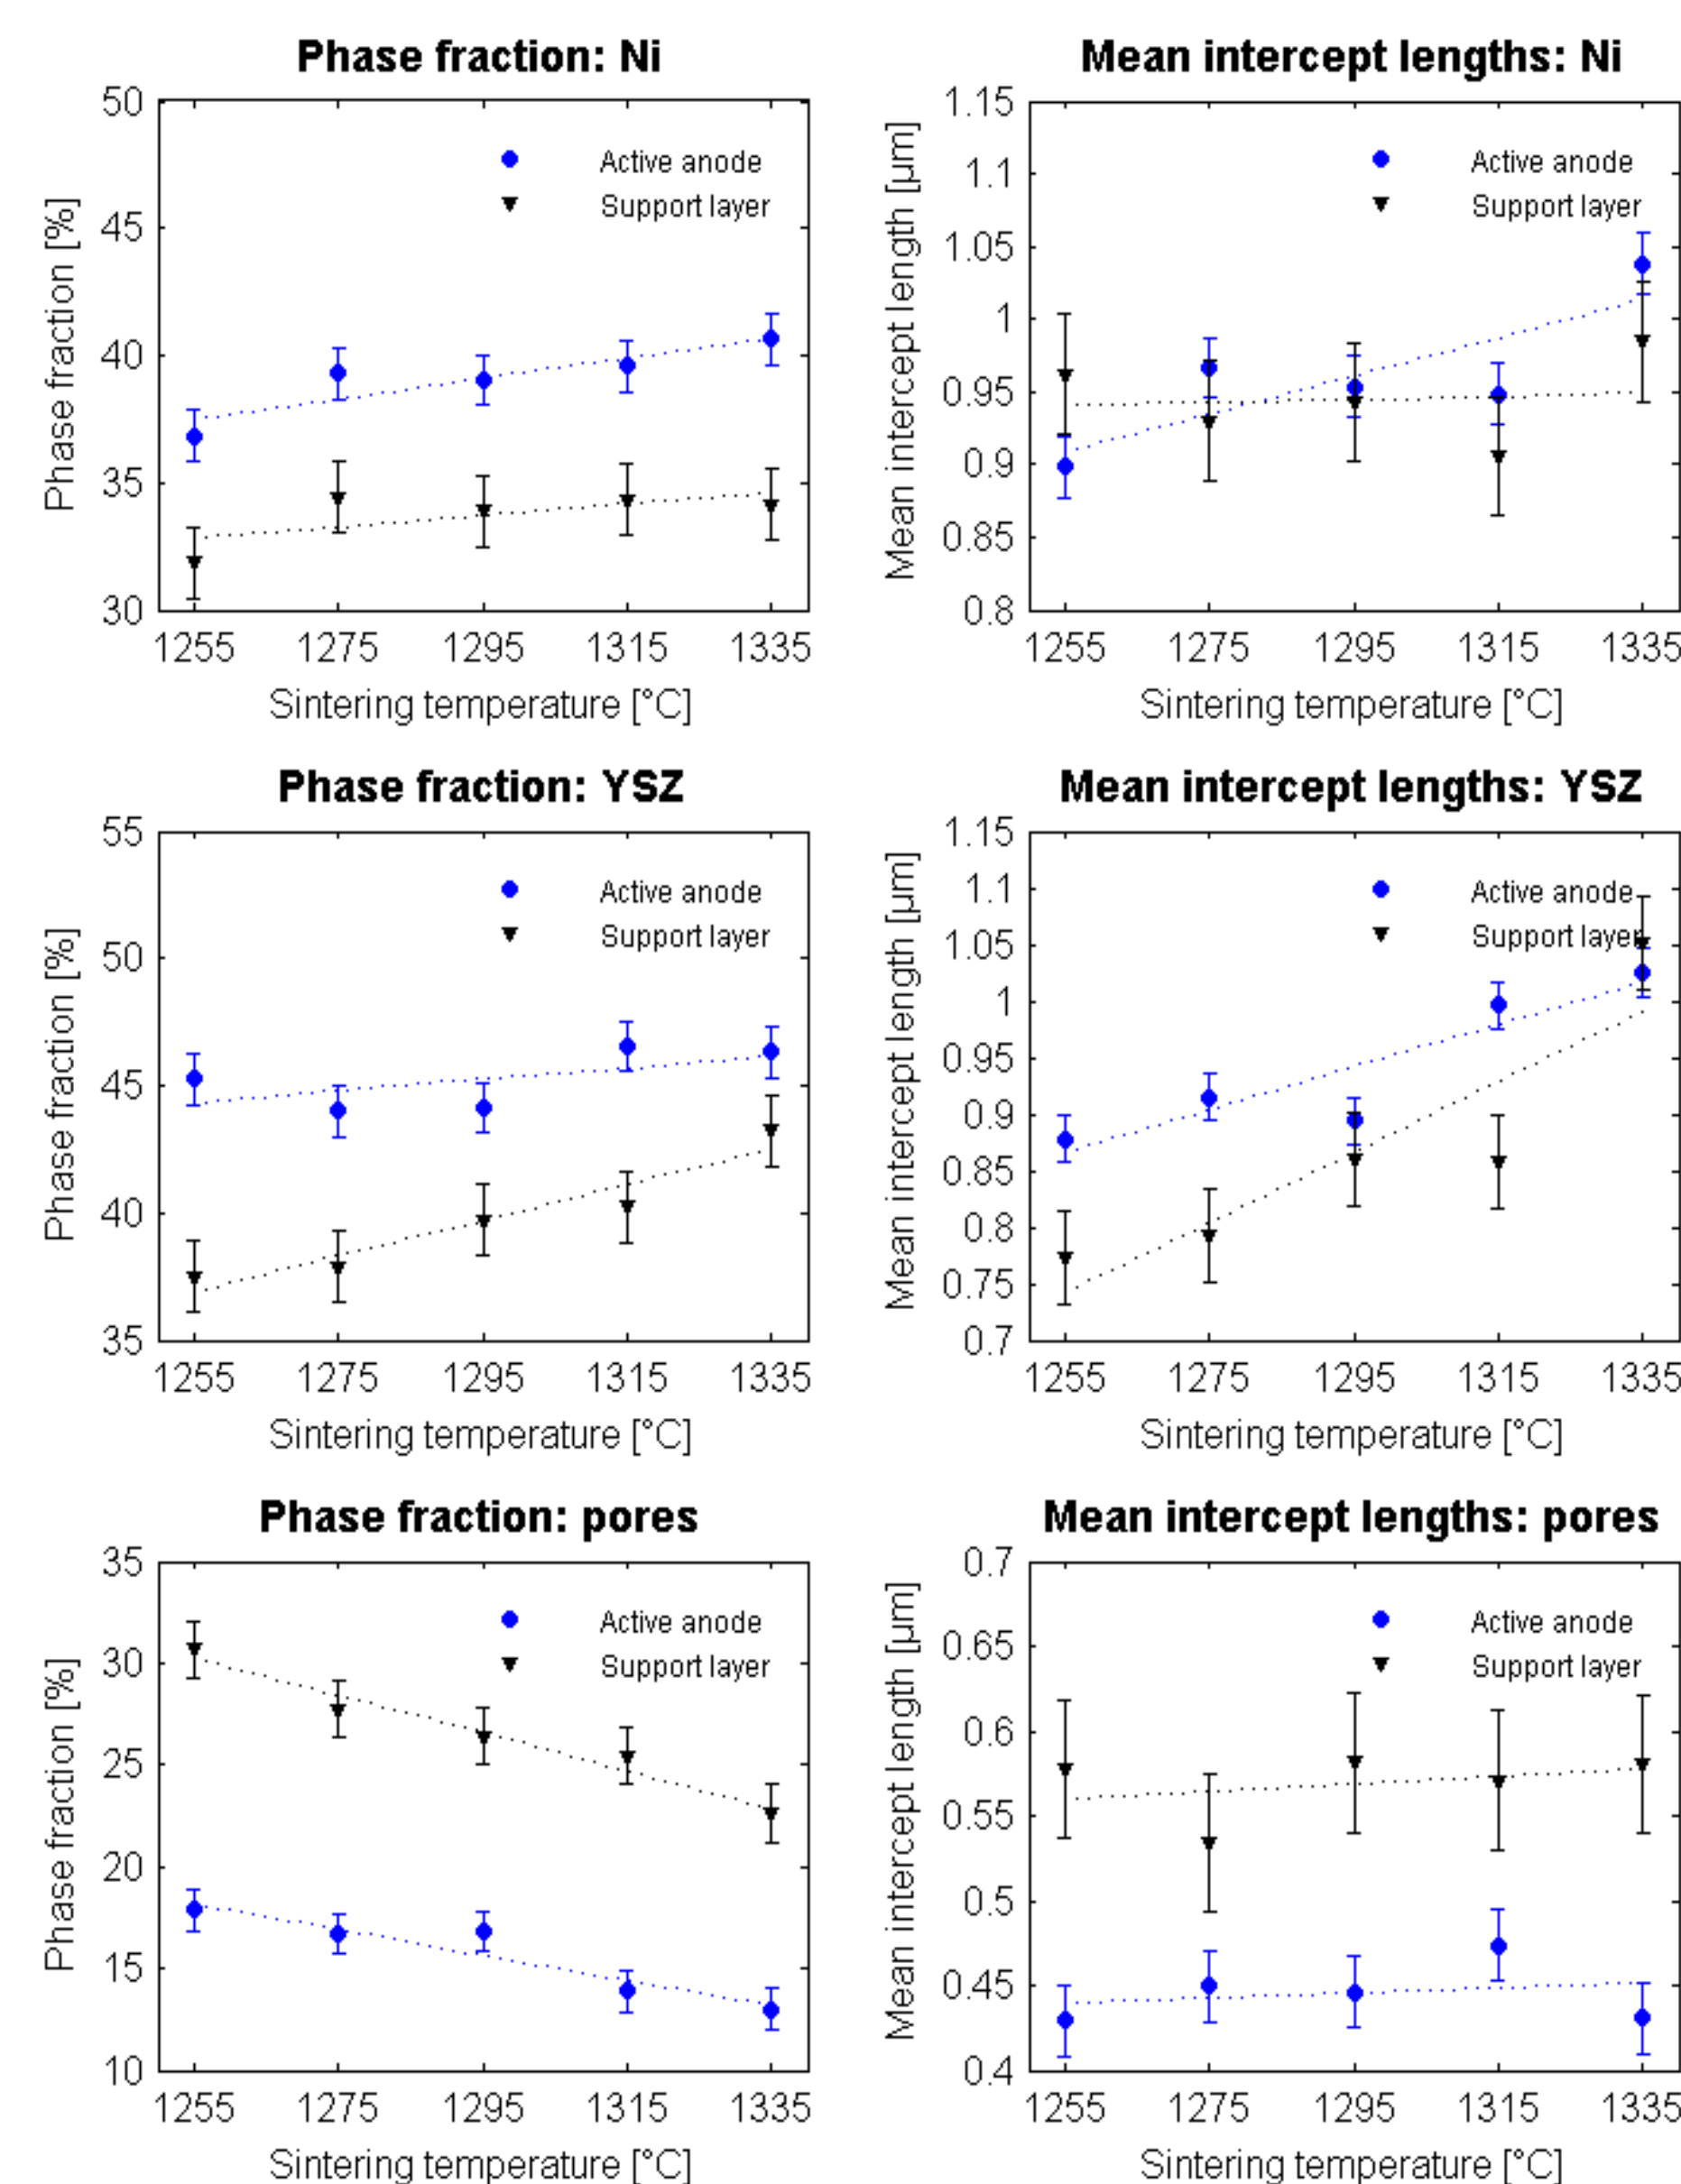 Phase fraction: Ni
50
45
40
35
30
Phase fraction [%]
Active anode
Support layer
1255 1275 1295 1315 1335
Sintering temperature [°C]
Mean intercept lengths: Ni
1.15
1.1
1.05
1
0.95
0.9
0.85
0.8
Mean intercept length [µm]
Active anode
Support layer
1255 1275 1295 1315 1335
Sintering temperature [°C]
Phase fraction: YSZ
55
50
45
40
35
Phase fraction [%]
Active anode
Support layer
1255 1275 1295 1315 1335
Sintering temperature [°C]
Mean intercept lengths: YSZ
1.15
1.1
1.05
1
0.95
0.9
0.85
0.8
0.75
0.7
Mean intercept length [µm]
Active anode
Support layer
1255 1275 1295 1315 1335
Sintering temperature [°C]
Phase fraction: pores
35
30
25
20
15
10
Phase fraction [%]
Active anode
Support layer
1255 1275 1295 1315 1335
Sintering temperature [°C]
Mean intercept lengths: pores
0.7
0.65
0.6
0.55
0.5
0.45
0.4
Mean intercept length [µm]
Active anode
Support layer
1255 1275 1295 1315 1335
Sintering temperature [°C]